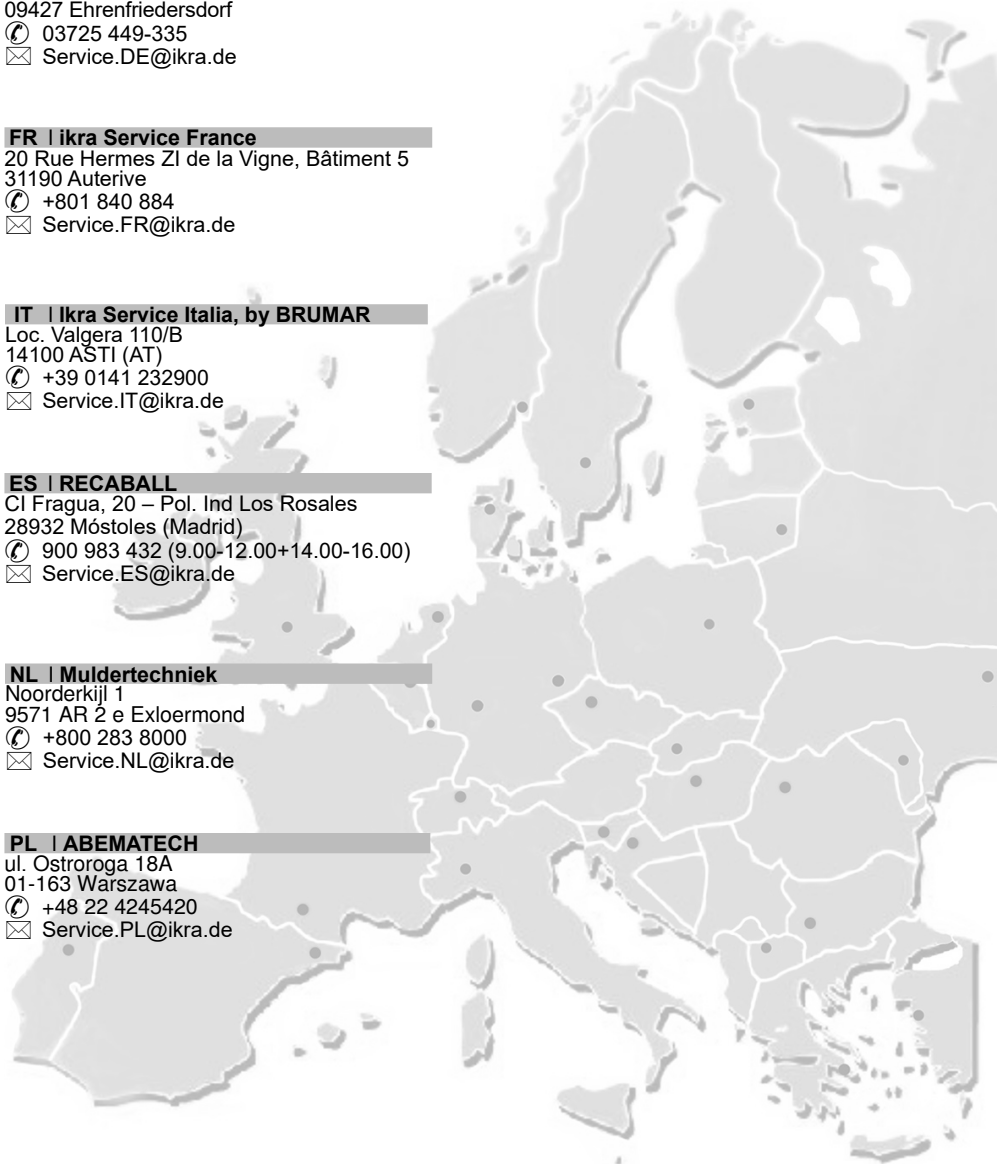 09427 Ehrenfriedersdorf
✆ 03725 449-335
✉ Service.DE@ikra.de
FR | ikra Service France
20 Rue Hermes ZI de la Vigne, Bâtiment 5
31190 Auterive
✆ +801 840 884
✉ Service.FR@ikra.de
IT | Ikra Service Italia, by BRUMAR
Loc. Valgera 110/B
14100 ASTI (AT)
✆ +39 0141 232900
✉ Service.IT@ikra.de
ES | RECABALL
CI Fragua, 20 – Pol. Ind Los Rosales
28932 Móstoles (Madrid)
✆ 900 983 432 (9.00-12.00+14.00-16.00)
✉ Service.ES@ikra.de
NL | Muldertechniek
Noorderkijl 1
9571 AR 2 e Exloermond
✆ +800 283 8000
✉ Service.NL@ikra.de
PL | ABEMATECH
ul. Ostroroga 18A
01-163 Warszawa
✆ +48 22 4245420
✉ Service.PL@ikra.de